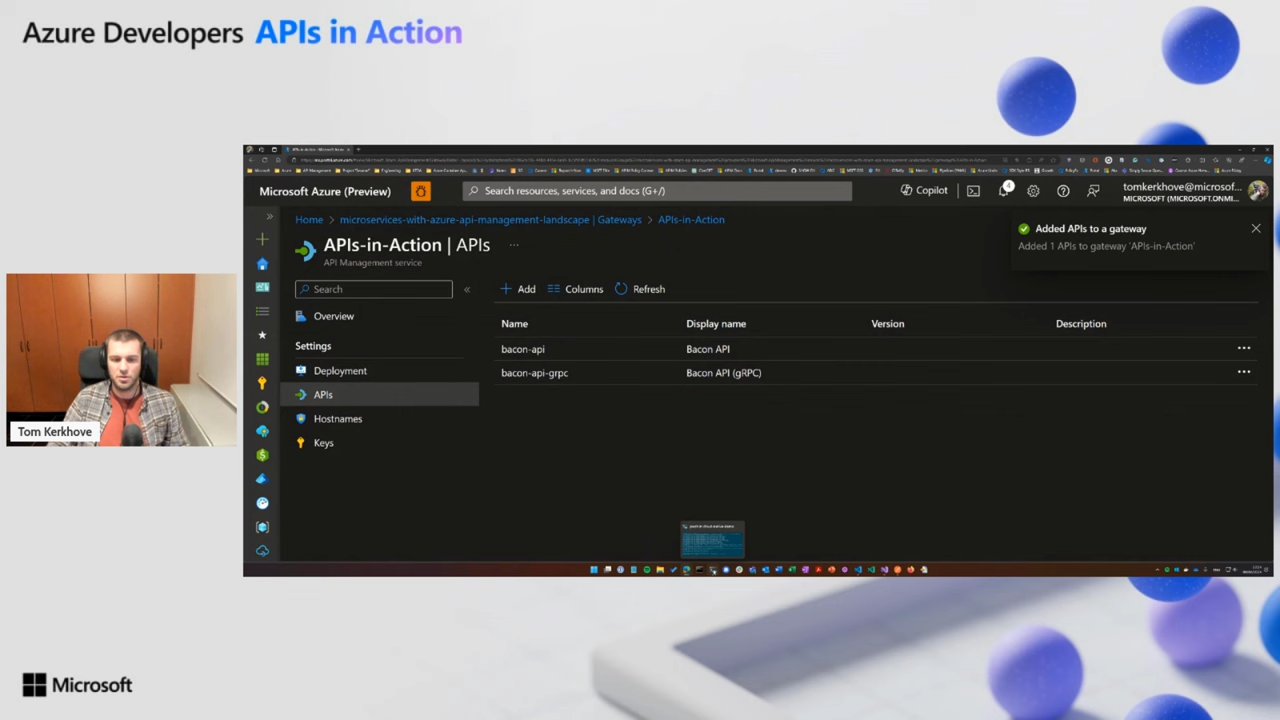 Azure Developers APIs in Action
Microsoft Azure (Preview)
Search resources, services, and docs (G+/)
Copilot
4
tomkerkhove@microsof...
MICROSOFT (MICROSOFT.ONMI...
Home > microservices-with-azure-api-management-landscape | Gateways > APIs-in-Action
APIs-in-Action | APIs ...
API Management service
Added APIs to a gateway
Added 1 APIs to gateway 'APIs-in-Action'
Search
Add
Columns
Refresh
Overview
Settings
Deployment
APIs
Hostnames
Keys
Name Display name Version Description
bacon-api Bacon API
bacon-api-grpc Bacon API (gRPC)
Tom Kerkhove
Microsoft